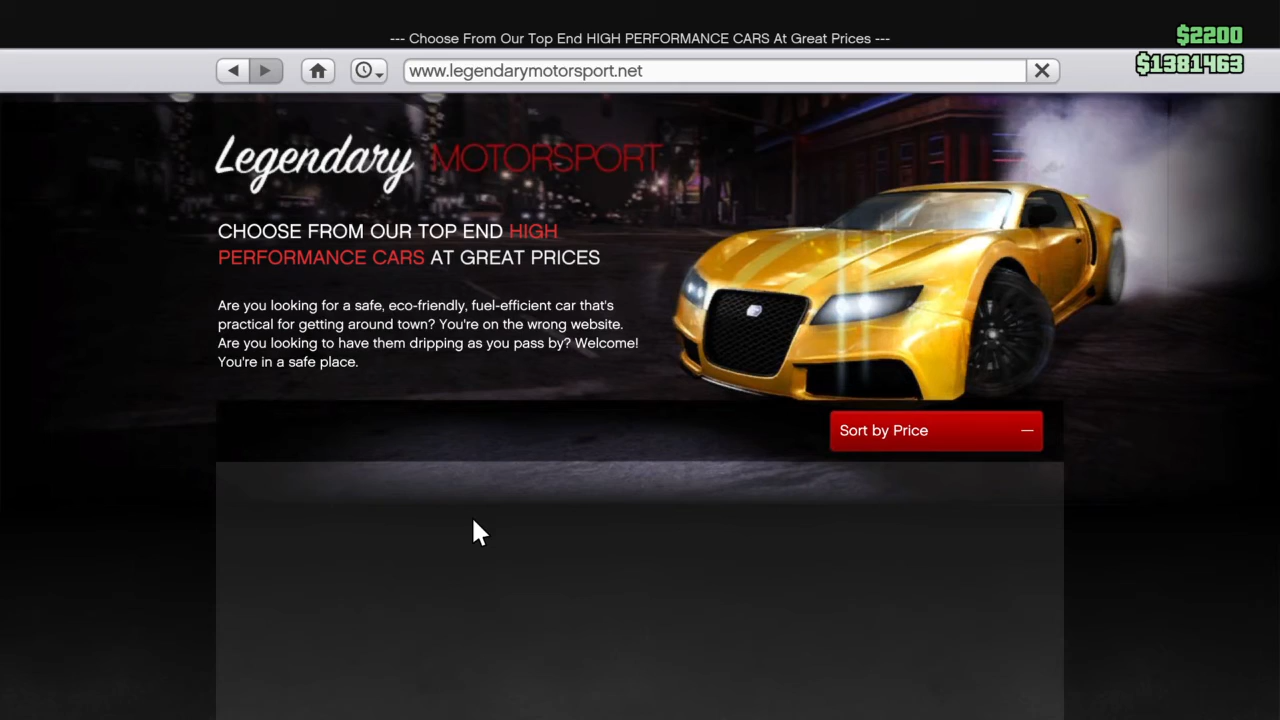 --- Choose From Our Top End HIGH PERFORMANCE CARS At Great Prices ---
$2200
$1381463
www.legendarymotorsport.net
Legendary MOTORSPORT
CHOOSE FROM OUR TOP END HIGH
PERFORMANCE CARS AT GREAT PRICES
Are you looking for a safe, eco-friendly, fuel-efficient car that's
practical for getting around town? You're on the wrong website.
Are you looking to have them dripping as you pass by? Welcome!
You're in a safe place.
Sort by Price